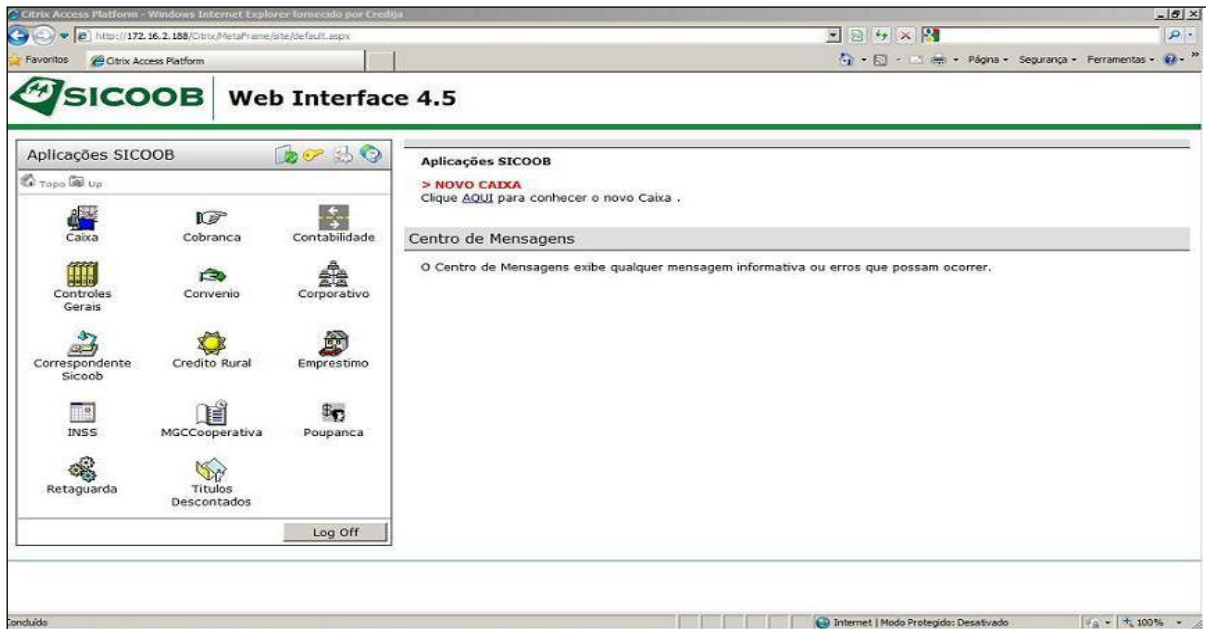 Citrix Access Platform - Windows Internet Explorer fornecido por Credija
http://172.16.2.188/Citrix/MetaFrame/site/default.aspx
Favoritos Citrix Access Platform Página Segurança Ferramentas
SICOOB Web Interface 4.5
Aplicações SICOOB
Topo Up
Caixa Cobranca Contabilidade
Controles Gerais Convenio Corporativo
Correspondente Sicoob Credito Rural Emprestimo
INSS MGCCooperativa Poupanca
Retaguarda Titulos Descontados
Log Off
Aplicações SICOOB
> NOVO CAIXA
Clique AQUI para conhecer o novo Caixa .
Centro de Mensagens
O Centro de Mensagens exibe qualquer mensagem informativa ou erros que possam ocorrer.
Concluído Internet | Modo Protegido: Desativado 100%